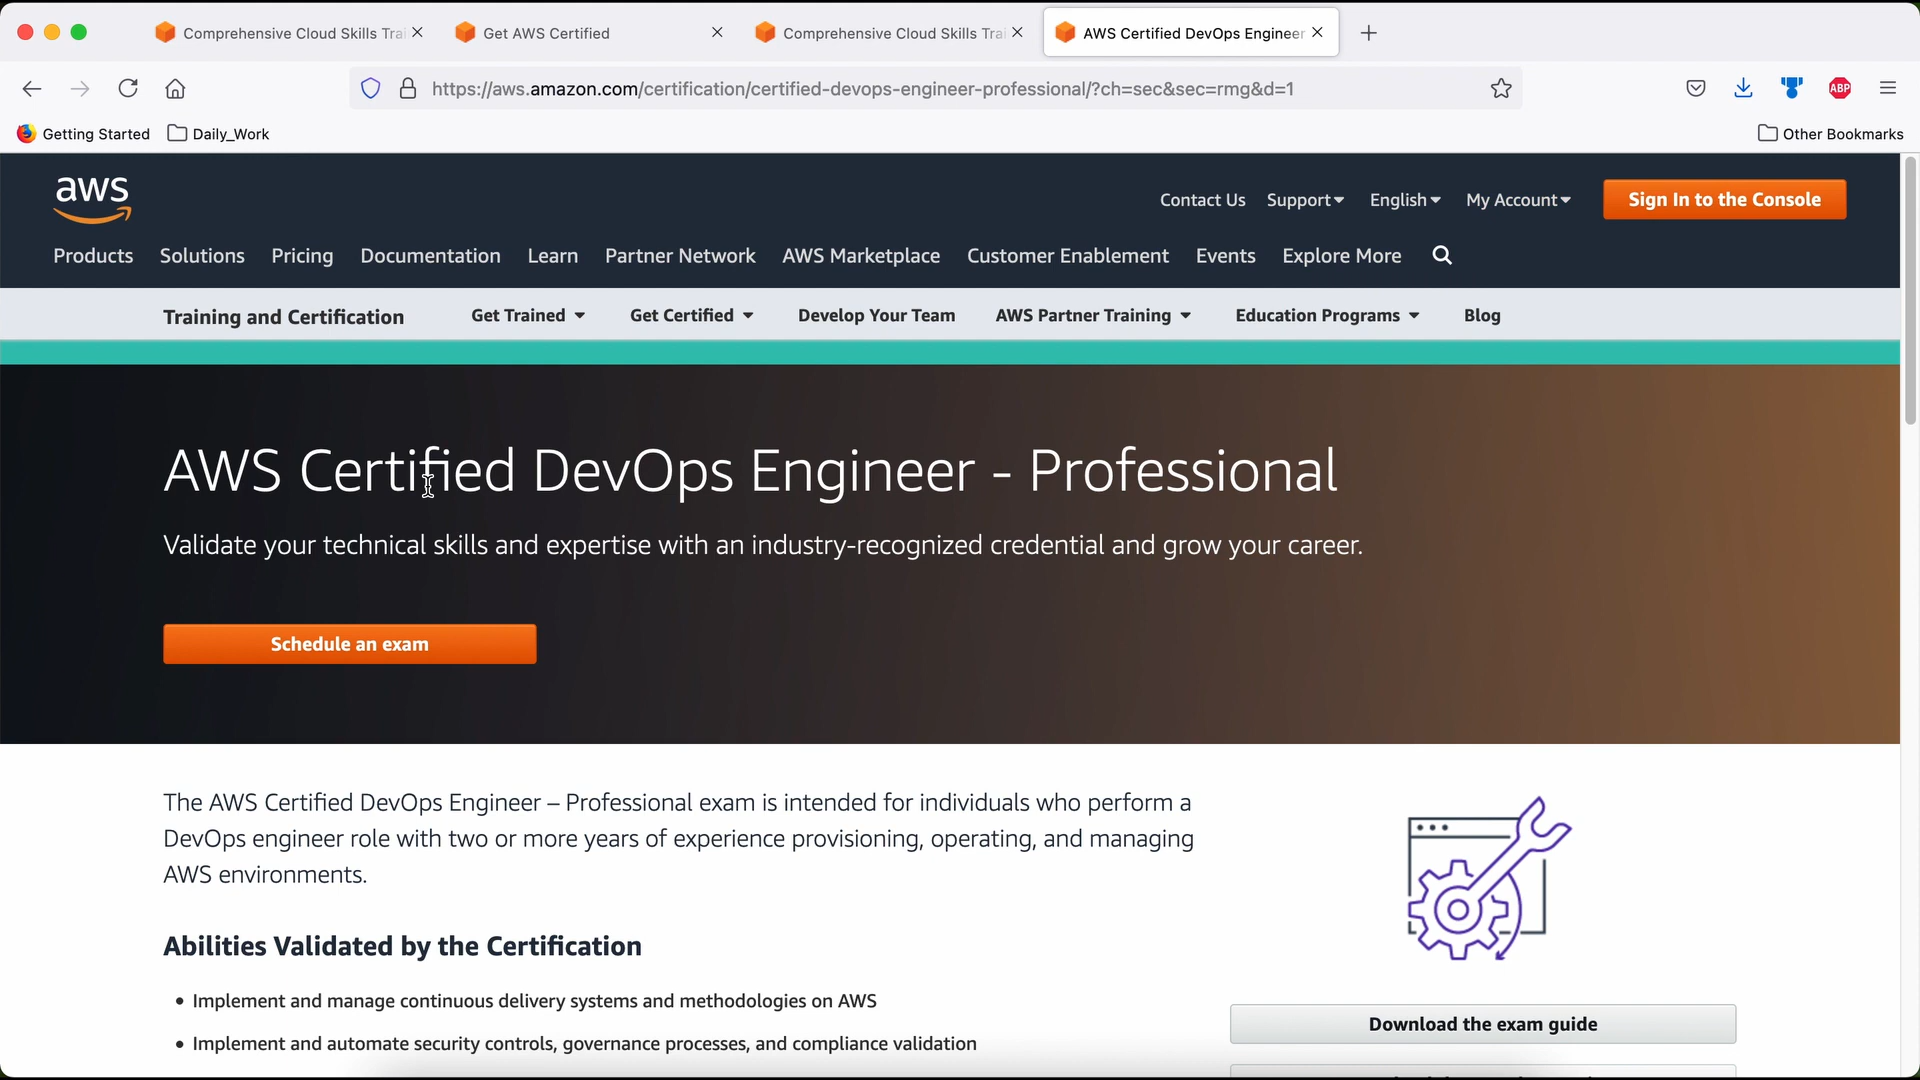 Comprehensive Cloud Skills Trai
Get AWS Certified
Comprehensive Cloud Skills Trai
AWS Certified DevOps Engineer
https://aws.amazon.com/certification/certified-devops-engineer-professional/?ch=sec&sec=rmg&d=1
ABP
Getting Started
Daily_Work
Other Bookmarks
aws
Contact Us
Support
English
My Account
Sign In to the Console
Products
Solutions
Pricing
Documentation
Learn
Partner Network
AWS Marketplace
Customer Enablement
Events
Explore More
Training and Certification
Get Trained
Get Certified
Develop Your Team
AWS Partner Training
Education Programs
Blog
AWS Certified DevOps Engineer - Professional
Validate your technical skills and expertise with an industry-recognized credential and grow your career.
Schedule an exam
The AWS Certified DevOps Engineer – Professional exam is intended for individuals who perform a
DevOps engineer role with two or more years of experience provisioning, operating, and managing
AWS environments.
Abilities Validated by the Certification
• Implement and manage continuous delivery systems and methodologies on AWS
• Implement and automate security controls, governance processes, and compliance validation
Download the exam guide